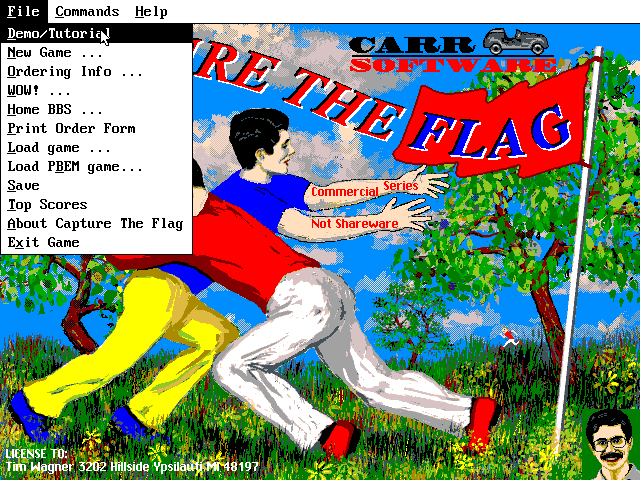 File Commands Help
Demo/Tutorial
New Game ...
Ordering Info ...
WOW! ...
Home BBS ...
Print Order Form
Load game ...
Load PBEM game...
Save
Top Scores
About Capture The Flag
Exit Game
CARR
SOFTWARE
URE THE FLAG
Commercial Series
Not Shareware
LICENSE TO:
Tim Wagner 3202 Hillside Ypsilauti MI 48197